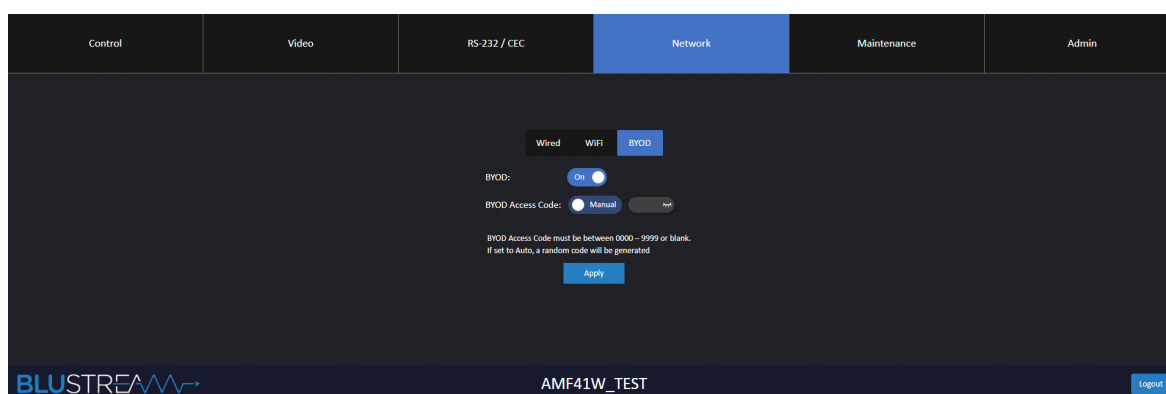 Control Video RS-232 / CEC Network Maintenance Admin
Wired WiFi BYOD
BYOD: On
BYOD Access Code: Manual
BYOD Access Code must be between 0000 – 9999 or blank.
If set to Auto, a random code will be generated
Apply
BLUSTREAM AMF41W_TEST Logout